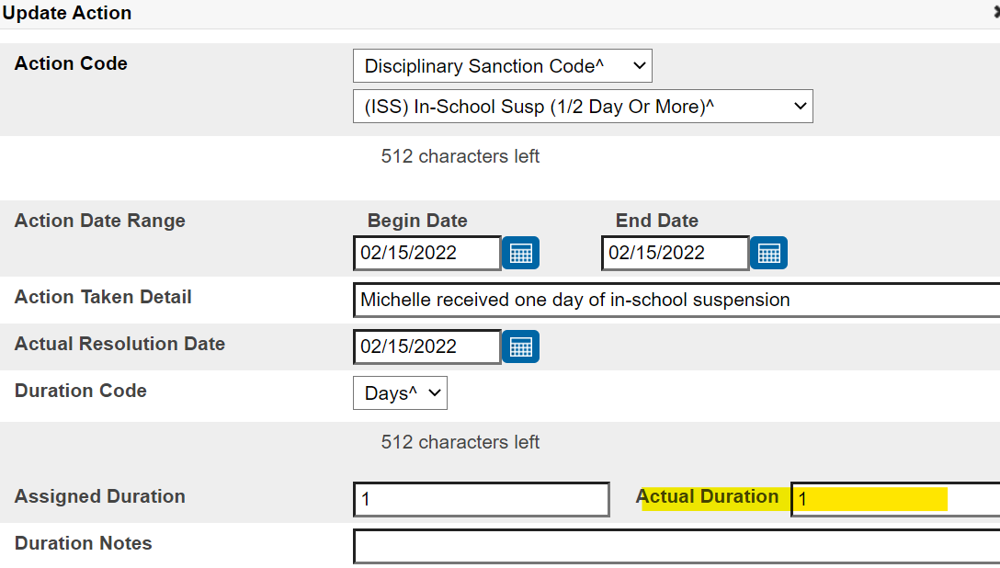 Update Action
Action Code
Disciplinary Sanction Code^
(ISS) In-School Susp (1/2 Day Or More)^
512 characters left
Action Date Range Begin Date End Date
02/15/2022 02/15/2022
Action Taken Detail Michelle received one day of in-school suspension
Actual Resolution Date 02/15/2022
Duration Code Days^
512 characters left
Assigned Duration 1 Actual Duration 1
Duration Notes